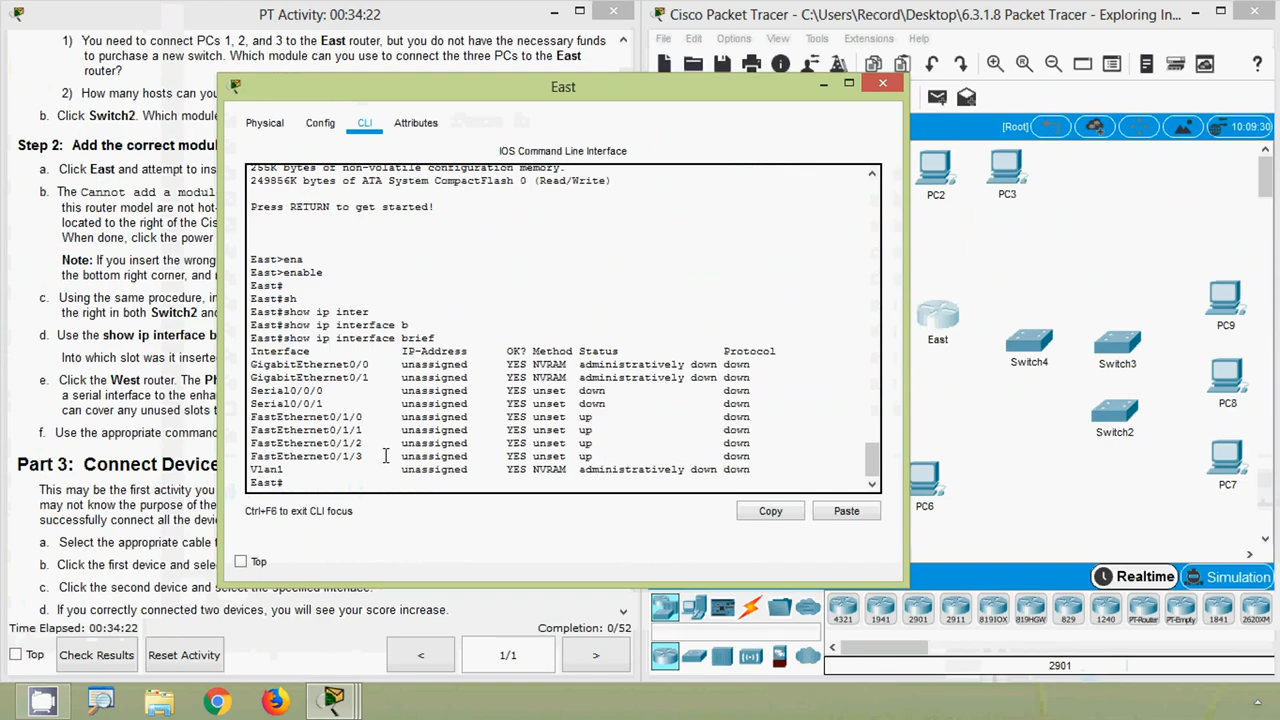 PT Activity: 00:34:22
1) You need to connect PCs 1, 2, and 3 to the East router, but you do not have the necessary funds
to purchase a new switch. Which module can you use to connect the three PCs to the East
router?
2) How many hosts can you
b. Click Switch2. Which module
Step 2: Add the correct modul
a. Click East and attempt to ins
b. The Cannot add a modul
this router model are not hot-
located to the right of the Cis
When done, click the power
Note: If you insert the wrong
the bottom right corner, and
c. Using the same procedure, in
the right in both Switch2 and
d. Use the show ip interface b
Into which slot was it inserte
e. Click the West router. The Ph
a serial interface to the enha
can cover any unused slots t
f. Use the appropriate command
Part 3: Connect Device
This may be the first activity you
may not know the purpose of the
successfully connect all the devic
a. Select the appropriate cable t
b. Click the first device and selec
c. Click the second device and select the specified interface.
d. If you correctly connected two devices, you will see your score increase.
Time Elapsed: 00:34:22
Completion: 0/52
Top
Check Results
Reset Activity
<
1/1
>
East
Physical
Config
CLI
Attributes
IOS Command Line Interface
255K bytes of non-volatile configuration memory.
249856K bytes of ATA System CompactFlash 0 (Read/Write)
Press RETURN to get started!
East>ena
East>enable
East#
East#sh
East#show ip inter
East#show ip interface b
East#show ip interface brief
Interface IP-Address OK? Method Status Protocol
GigabitEthernet0/0 unassigned YES NVRAM administratively down down
GigabitEthernet0/1 unassigned YES NVRAM administratively down down
Serial0/0/0 unassigned YES unset down down
Serial0/0/1 unassigned YES unset down down
FastEthernet0/1/0 unassigned YES unset up down
FastEthernet0/1/1 unassigned YES unset up down
FastEthernet0/1/2 unassigned YES unset up down
FastEthernet0/1/3 unassigned YES unset up down
Vlan1 unassigned YES NVRAM administratively down down
East#
Ctrl+F6 to exit CLI focus
Copy
Paste
Top
Cisco Packet Tracer - C:\Users\Record\Desktop\6.3.1.8 Packet Tracer - Exploring In...
File Edit Options View Tools Extensions Help
[Root]
10:09:30
PC2
PC3
East
Switch4
Switch3
Switch2
PC9
PC8
PC7
PC6
Realtime
Simulation
4321 1941 2901 2911 819IOX 819HGW 829 1240 PT-Router PT-Empty 1841 2620XM
2901